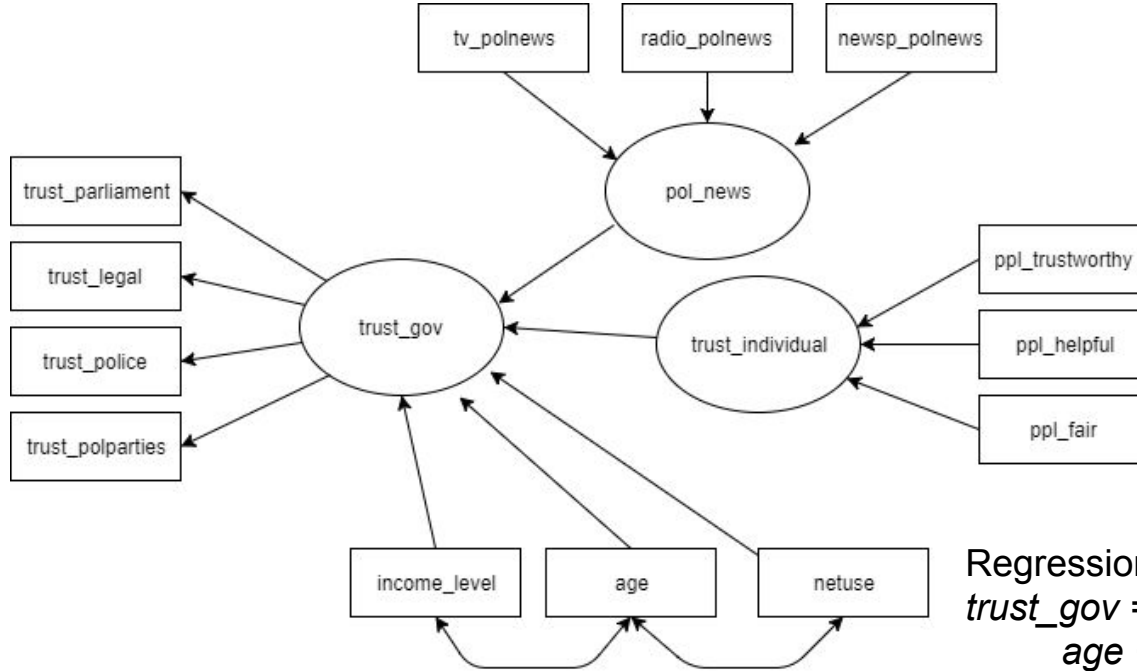 tv_polnews
radio_polnews
newsp_polnews
pol_news
trust_parliament
trust_legal
trust_police
trust_polparties
trust_gov
trust_individual
ppl_trustworthy
ppl_helpful
ppl_fair
income_level
age
netuse
Regression
trust_gov =
age